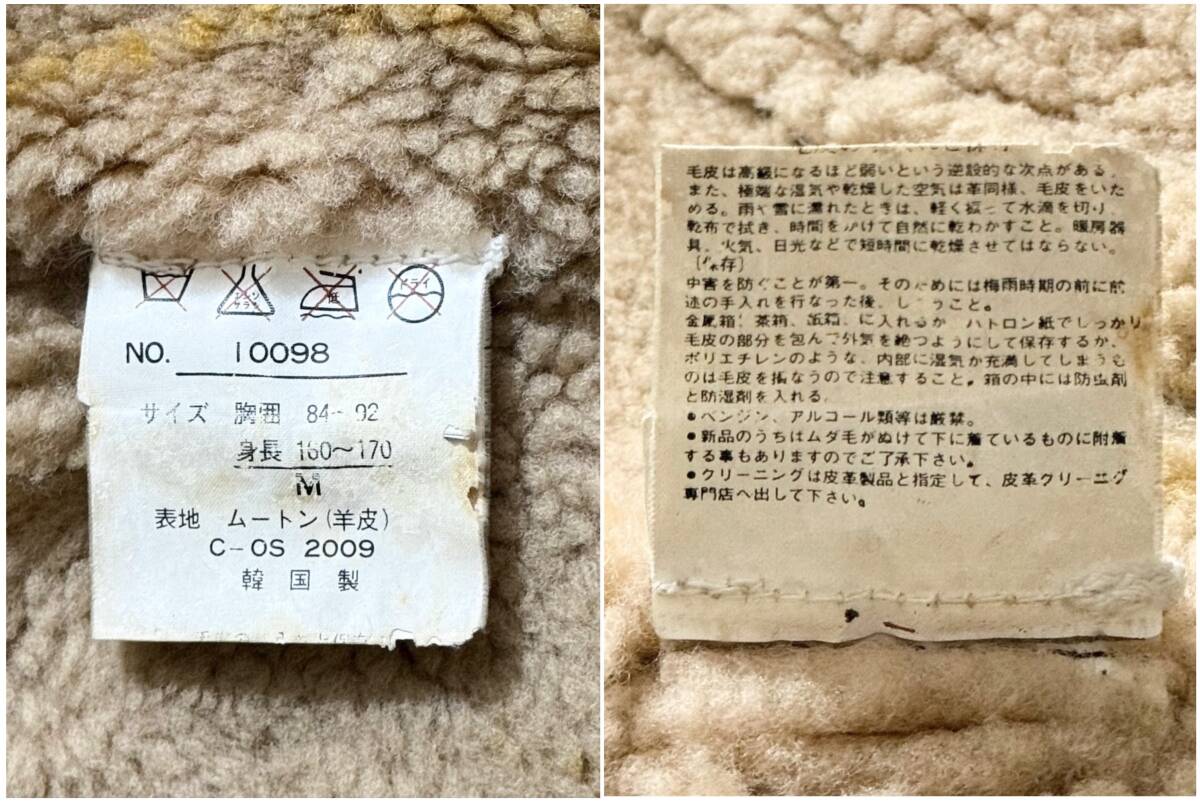 エンソ
サラシ
低
ドライ
NO. 10098
サイズ 胸囲 84-92
身長 160〜170
M
表地 ムートン(羊皮)
C-OS 2009
韓国製
毛皮は高級になるほど弱いという逆説的な次点がある。
また、極端な湿気や乾燥した空気は革同様、毛皮をいた
める。雨や雪に濡れたときは、軽く振って水滴を切り、
乾布で拭き、時間をかけて自然に乾わかすこと。暖房器
具、火気、日光などで短時間に乾燥させてはならない。
(保存)
虫害を防ぐことが第一。そのためには梅雨時期の前に前
述の手入れを行なった後、しまうこと。
金属箱、茶箱、紙箱、に入れるか、ハトロン紙でしっかり
毛皮の部分を包んで外気を絶つようにして保存するか、
ポリエチレンのような、内部に湿気が充満してしまうも
のは毛皮を損なうので注意すること。箱の中には防虫剤
と防湿剤を入れる。
●ベンジン、アルコール類等は厳禁。
●新品のうちはムダ毛がぬけて下に着ているものに附着
する事もありますのでご了承下さい。
●クリーニングは皮革製品と指定して、皮革クリーニング
専門店へ出して下さい。